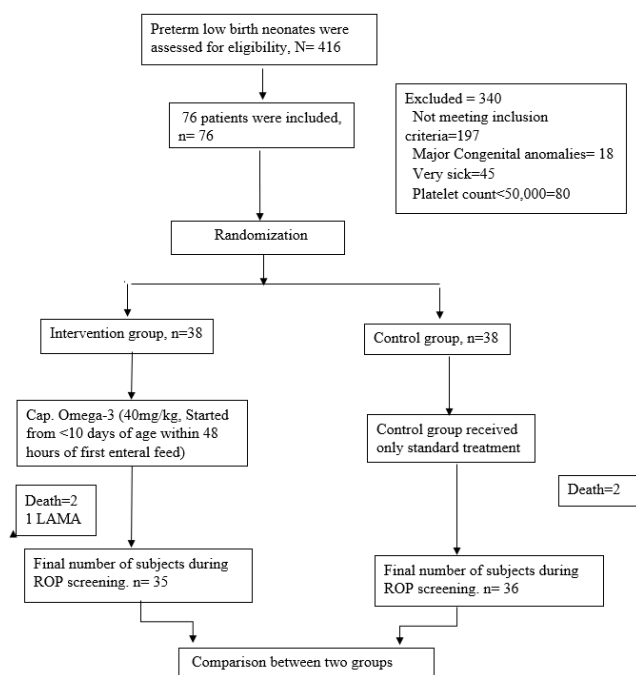 Preterm low birth neonates were
assessed for eligibility, N= 416
76 patients were included,
n= 76
Excluded = 340
Not meeting inclusion
criteria=197
Major Congenital anomalies= 18
Very sick=45
Platelet count<50,000=80
Randomization
Intervention group, n=38
Control group, n=38
Cap. Omega-3 (40mg/kg, Started
from <10 days of age within 48
hours of first enteral feed)
Control group received
only standard treatment
Death=2
1 LAMA
Death=2
Final number of subjects during
ROP screening. n= 35
Final number of subjects during
ROP screening. n= 36
Comparison between two groups